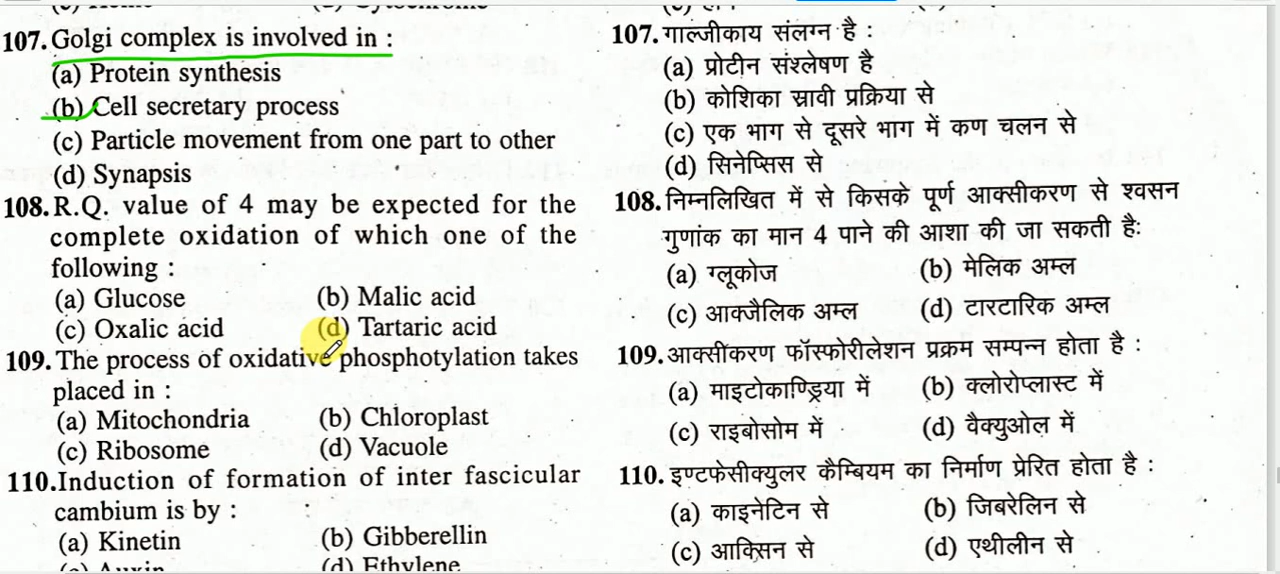 107. Golgi complex is involved in :
(a) Protein synthesis
(b) Cell secretary process
(c) Particle movement from one part to other
(d) Synapsis
108. R.Q. value of 4 may be expected for the
complete oxidation of which one of the
following :
(a) Glucose (b) Malic acid
(c) Oxalic acid (d) Tartaric acid
109. The process of oxidative phosphotylation takes
placed in :
(a) Mitochondria (b) Chloroplast
(c) Ribosome (d) Vacuole
110. Induction of formation of inter fascicular
cambium is by :
(a) Kinetin (b) Gibberellin
(d) Ethylene
107. गाल्जीकाय संलग्न है
(a) प्रोटीन संश्लेषण है
(b) कोशिका स्रावी प्रक्रिया से
(c) एक भाग से दूसरे भाग में कण चलन से
(d) सिनेप्सिस से
108. निम्नलिखित में से किसके पूर्ण आक्सीकरण से श्वसन
गुणांक का मान 4 पाने की आशा की जा सकती है:
(a) ग्लूकोज (b) मेलिक अम्ल
(c) आक्जैलिक अम्ल (d) टारटारिक अम्ल
109. आक्सीकरण फॉस्फोरीलेशन प्रक्रम सम्पन्न होता है :
(a) माइटोकाण्ड्रिया में (b) क्लोरोप्लास्ट में
(c) राइबोसोम में (d) वैक्युओल में
110. इण्टफेसीक्युलर कैम्बियम का निर्माण प्रेरित होता है :
(a) काइनेटिन से (b) जिबरेलिन से
(c) आक्सिन से (d) एथीलीन से